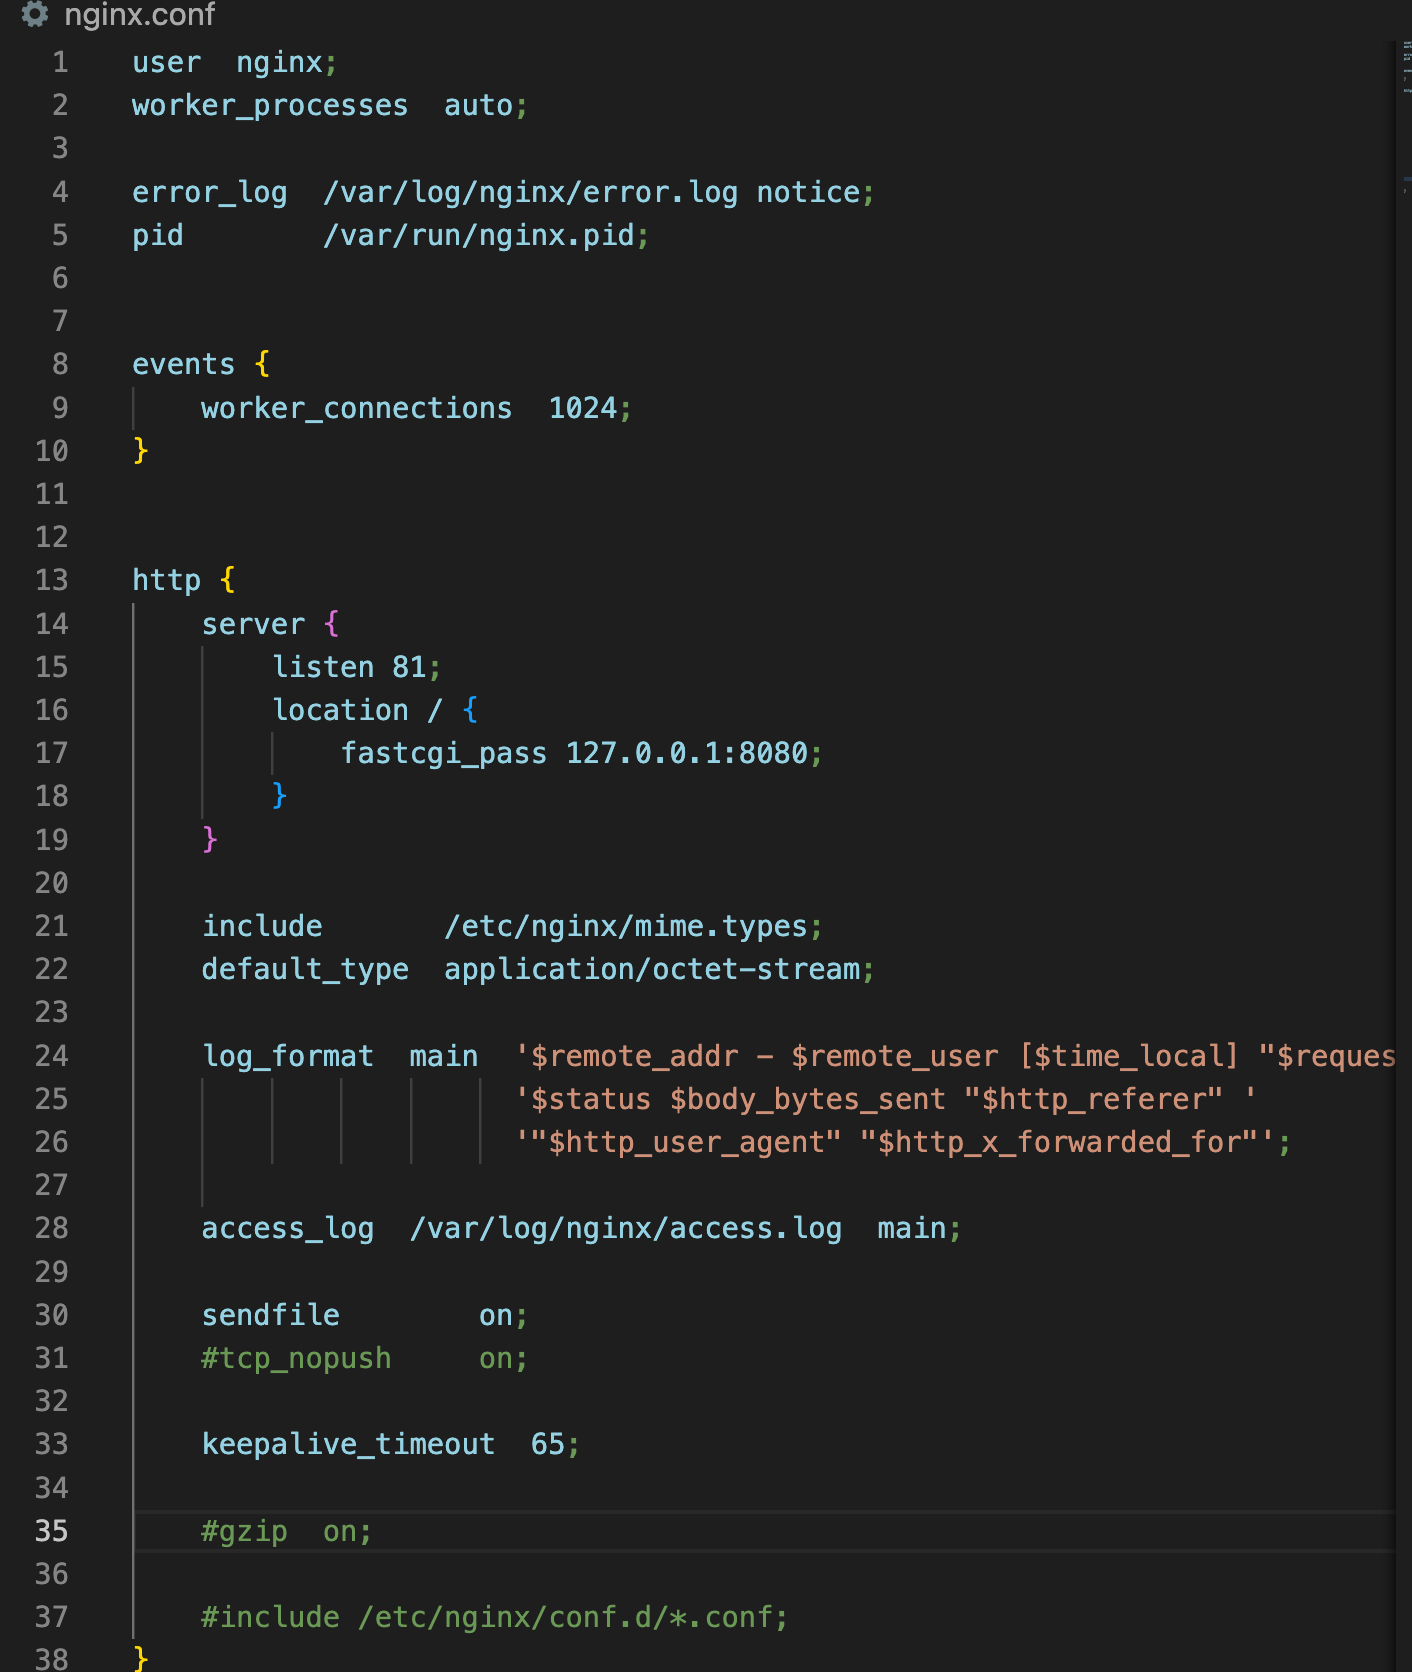 nginx.conf
1 user  nginx;
2 worker_processes  auto;
3
4 error_log  /var/log/nginx/error.log notice;
5 pid        /var/run/nginx.pid;
6
7
8 events {
9     worker_connections  1024;
10 }
11
12
13 http {
14     server {
15         listen 81;
16         location / {
17             fastcgi_pass 127.0.0.1:8080;
18         }
19     }
20
21     include       /etc/nginx/mime.types;
22     default_type  application/octet-stream;
23
24     log_format  main  '$remote_addr - $remote_user [$time_local] "$reques
25                       '$status $body_bytes_sent "$http_referer" '
26                       '"$http_user_agent" "$http_x_forwarded_for"';
27
28     access_log  /var/log/nginx/access.log  main;
29
30     sendfile        on;
31     #tcp_nopush     on;
32
33     keepalive_timeout  65;
34
35     #gzip  on;
36
37     #include /etc/nginx/conf.d/*.conf;
38 }